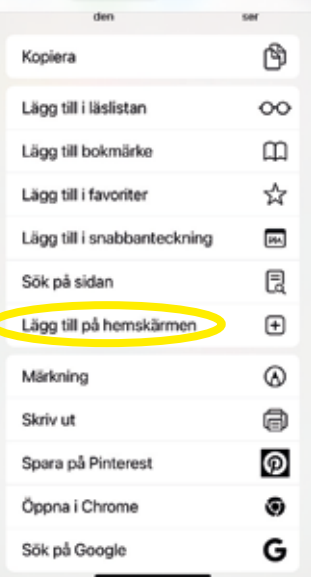 den ser
Kopiera
Lägg till i läslistan
Lägg till bokmärke
Lägg till i favoriter
Lägg till i snabbanteckning
Sök på sidan
Lägg till på hemskärmen
Märkning
Skriv ut
Spara på Pinterest
Öppna i Chrome
Sök på Google